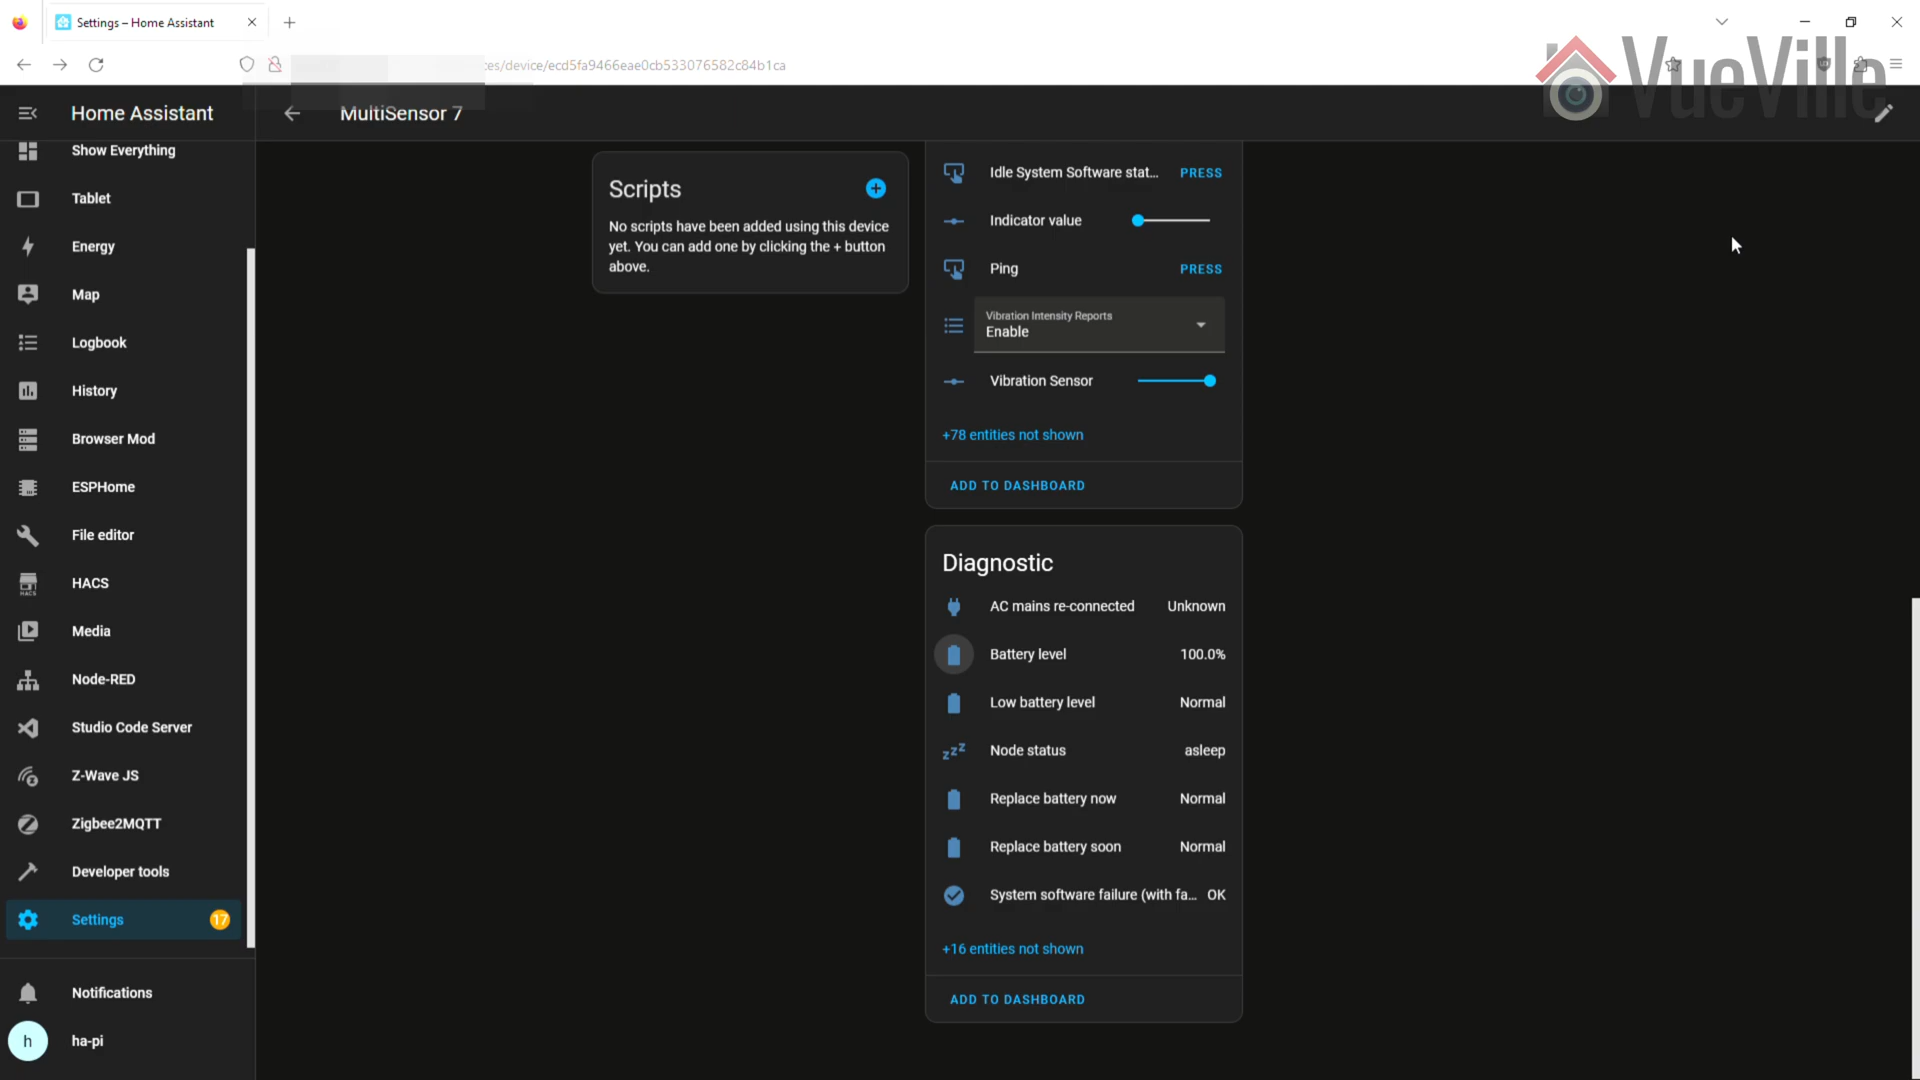 Settings – Home Assistant
es/device/ecd5fa9466eae0cb533076582c84b1ca
VueVille
Home Assistant
MultiSensor 7
Show Everything
Tablet
Energy
Map
Logbook
History
Browser Mod
ESPHome
File editor
HACS
HACS
Media
Node-RED
Studio Code Server
Z-Wave JS
Zigbee2MQTT
Developer tools
Settings 17
Notifications
h ha-pi
Scripts
No scripts have been added using this device
yet. You can add one by clicking the + button
above.
Idle System Software stat... PRESS
Indicator value
Ping PRESS
Vibration Intensity Reports
Enable
Vibration Sensor
+78 entities not shown
ADD TO DASHBOARD
Diagnostic
AC mains re-connected Unknown
Battery level 100.0%
Low battery level Normal
zzz Node status asleep
Replace battery now Normal
Replace battery soon Normal
System software failure (with fa... OK
+16 entities not shown
ADD TO DASHBOARD